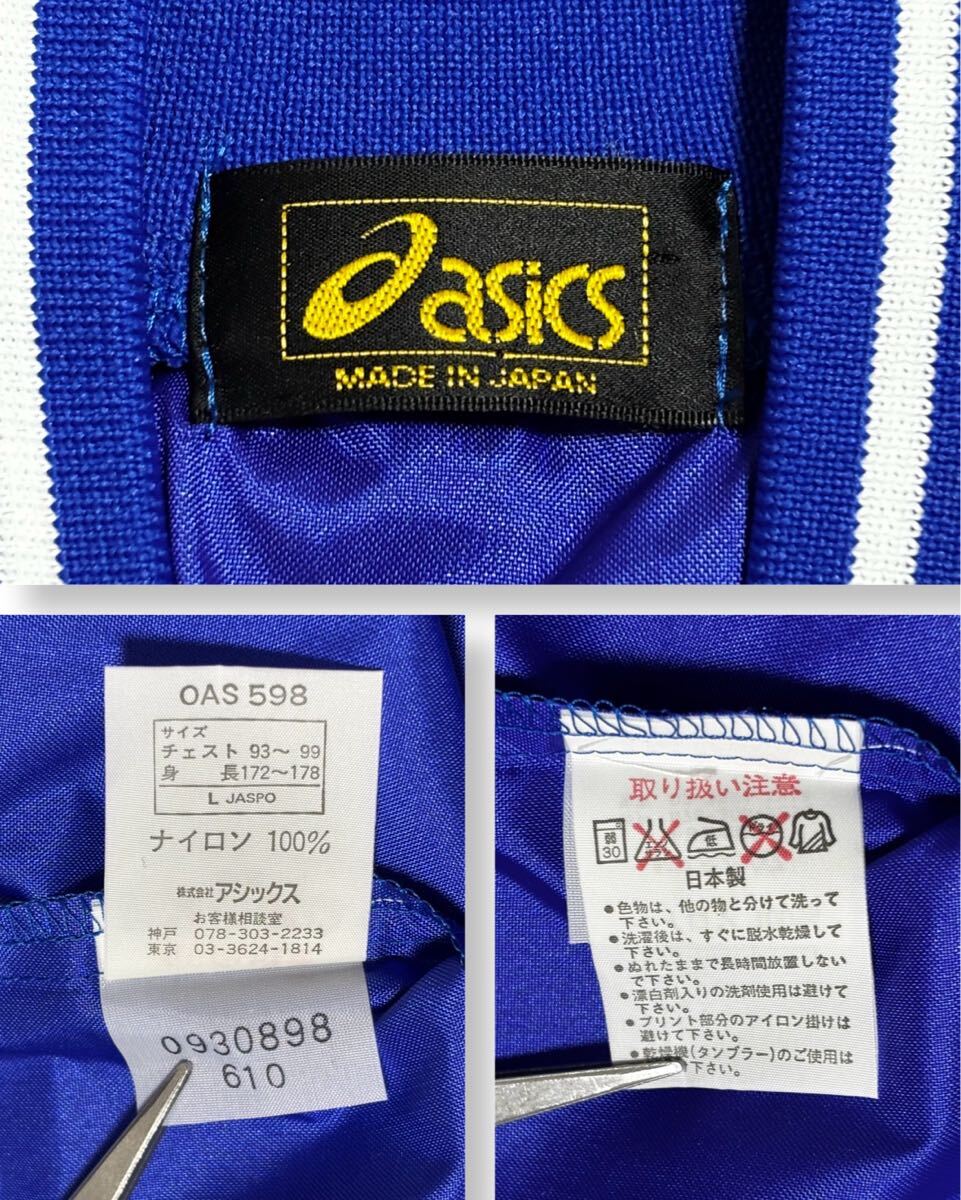 asics
MADE IN JAPAN
OAS 598
サイズ
チェスト 93～ 99
身 長172～178
L JASPO
ナイロン 100%
株式会社アシックス
お客様相談室
神戸 078-303-2233
東京 03-3624-1814
0930898
610
取り扱い注意
弱
30
低
日本製
●色物は、他の物と分けて洗って
下さい。
●洗濯後は、すぐに脱水乾燥して
下さい。
●ぬれたままで長時間放置しない
で下さい。
●漂白剤入りの洗剤使用は避けて
下さい。
●プリント部分のアイロン掛けは
避けて下さい。
●乾燥機(タンブラー)のご使用は
下さい。